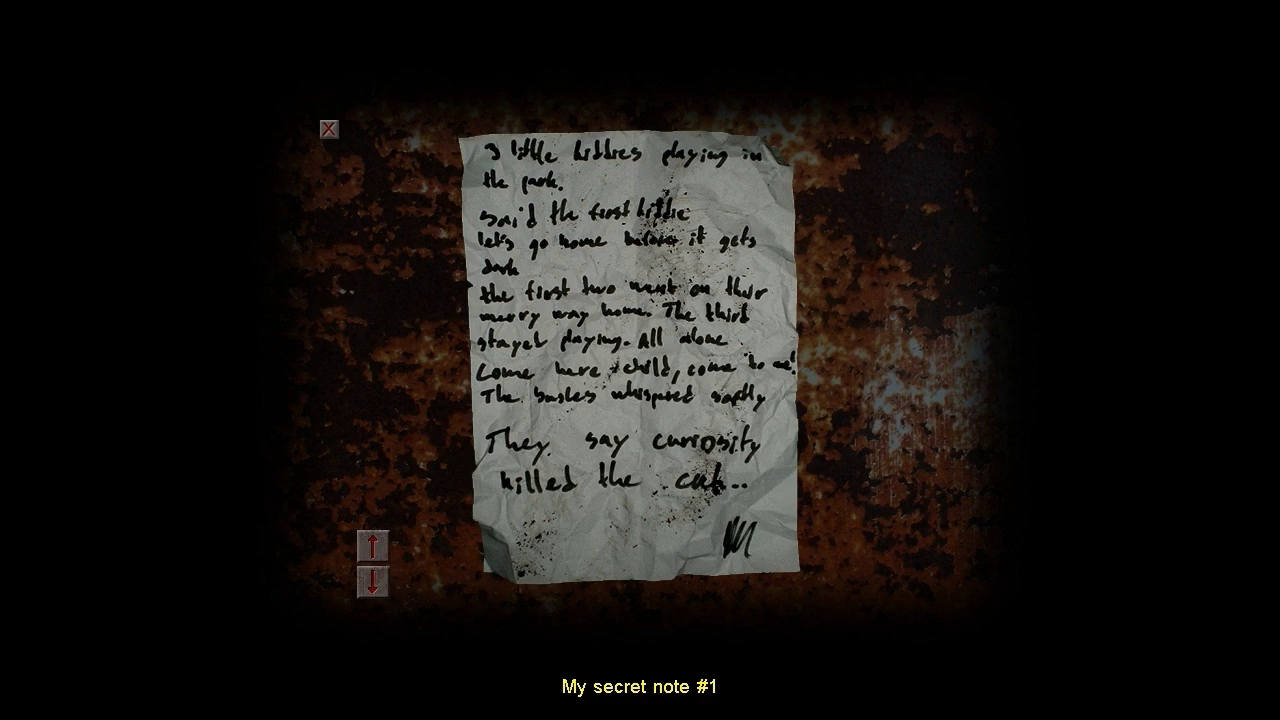 3 little kiddies playing in
the park.
said the first kiddie
let's go home before it gets
dark
the first two went on their
merry way home. The third
stayed playing. All alone
Come here child, come to me!
The bushes whispered softly
They say curiosity
killed the cat..
My secret note #1